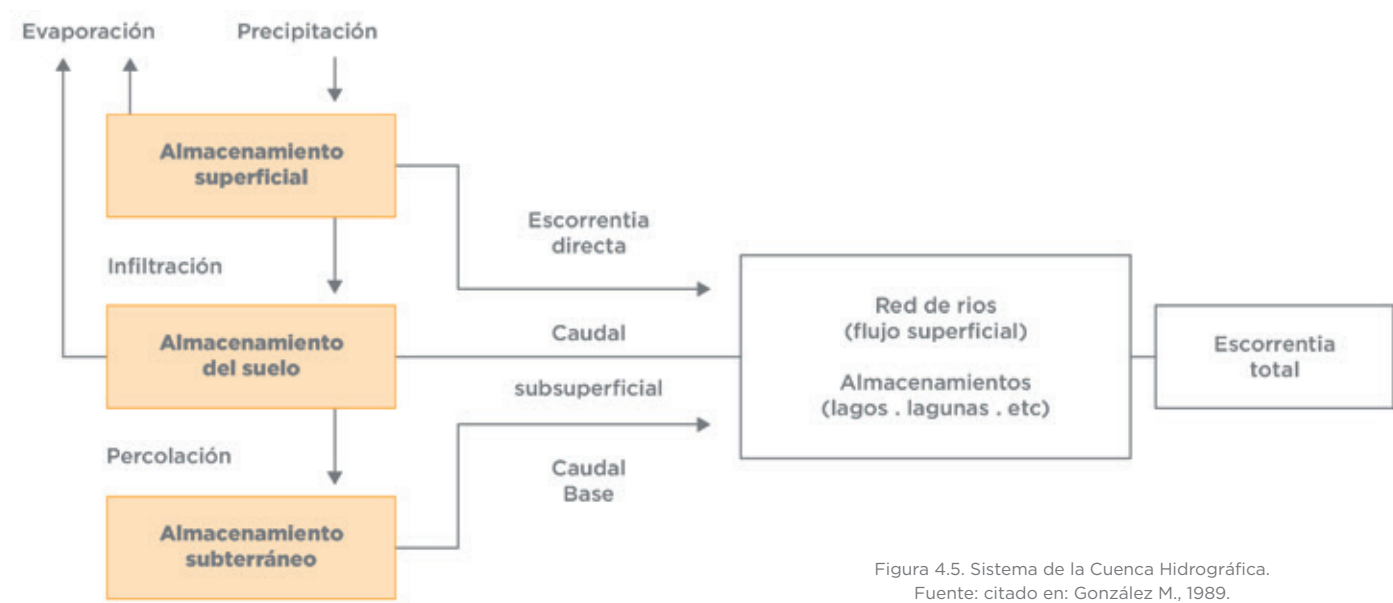 Evaporación
Precipitación
Almacenamiento
superficial
Escorrentia
directa
Infiltración
Almacenamiento
del suelo
Caudal
subsuperficial
Red de rios
(flujo superficial)
Almacenamientos
(lagos . lagunas . etc)
Escorrentia
total
Percolación
Caudal
Base
Almacenamiento
subterráneo
Figura 4.5. Sistema de la Cuenca Hidrográfica.
Fuente: citado en: González M., 1989.